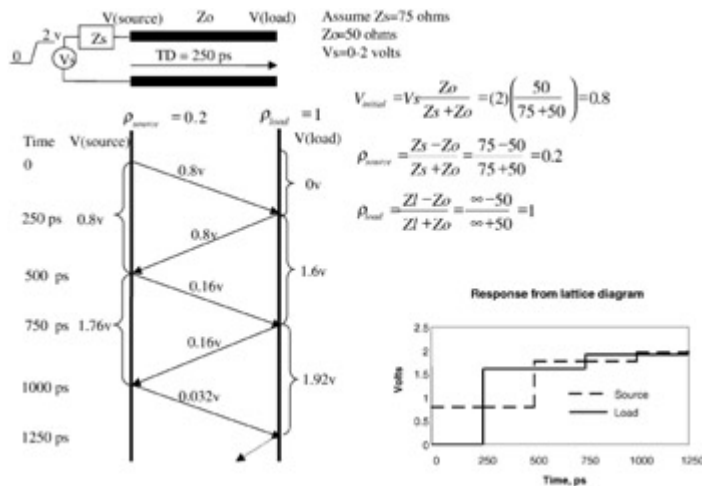 V(source) Zo V(load)
Assume Zs=75 ohms
Zo=50 ohms
Vs=0-2 volts
2 v
Zs
0
Vs
TD = 250 ps
V initial = Vs Zo/(Zs+Zo) = (2)(50/(75+50)) = 0.8
ρ source = 0.2
ρ load = 1
Time V(source)
V(load)
ρ source = (Zs−Zo)/(Zs+Zo) = (75−50)/(75+50) = 0.2
0
0.8v
0v
ρ load = (Zl−Zo)/(Zl+Zo) = (∞−50)/(∞+50) = 1
250 ps 0.8v
0.8v
1.6v
500 ps
0.16v
750 ps 1.76v
0.16v
1.92v
1000 ps
0.032v
1250 ps
Response from lattice diagram
Volts
2.5
2
1.5
1
0.5
0
Source
Load
0 250 500 750 1000 1250
Time, ps